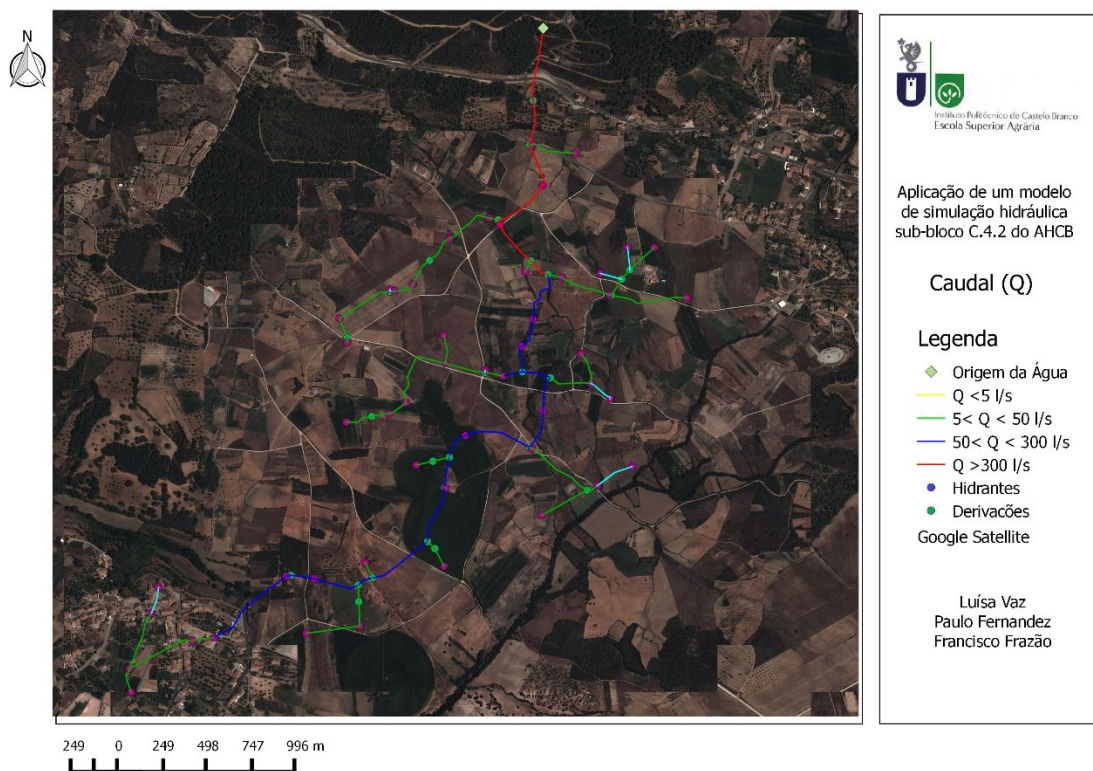 N
Instituto Politécnico de Castelo Branco
Escola Superior Agrária
Aplicação de um modelo
de simulação hidráulica
sub-bloco C.4.2 do AHCB
Caudal (Q)
Legenda
Origem da Água
Q <5 l/s
5< Q < 50 l/s
50< Q < 300 l/s
Q >300 l/s
Hidrantes
Derivacões
Google Satellite
Luísa Vaz
Paulo Fernandez
Francisco Frazão
249 0 249 498 747 996 m